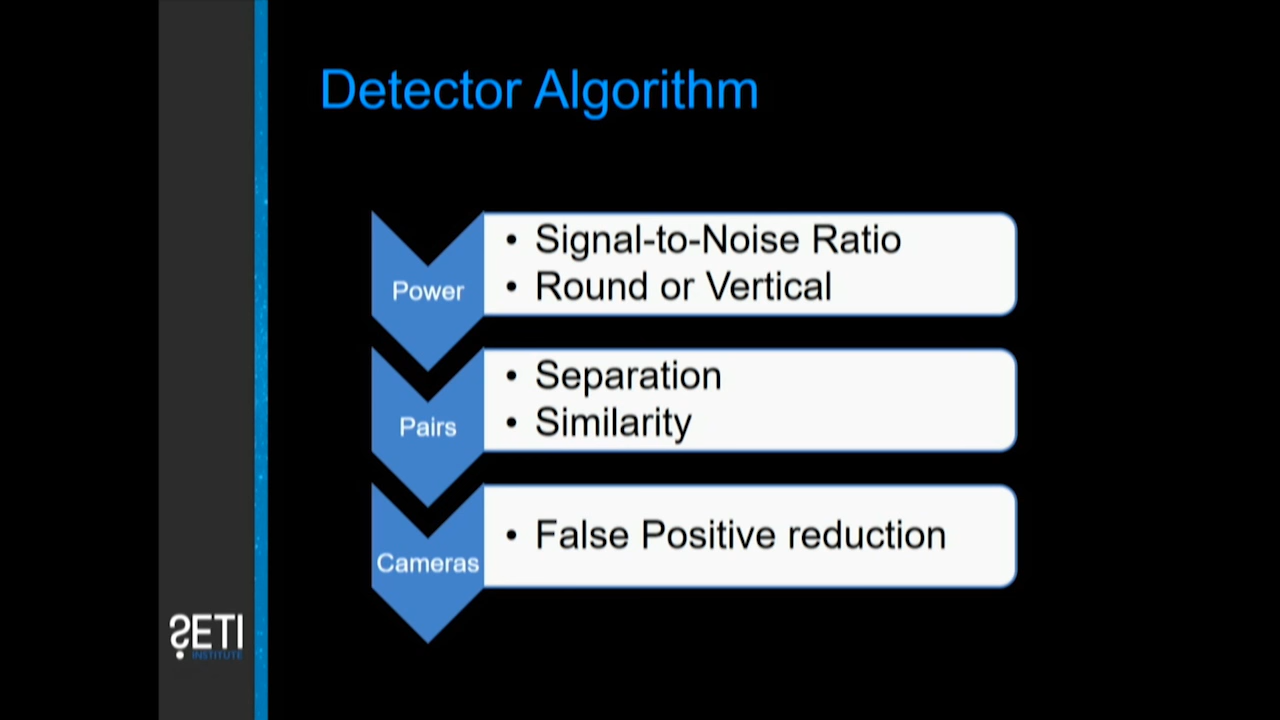 Detector Algorithm
Power
• Signal-to-Noise Ratio
• Round or Vertical
Pairs
• Separation
• Similarity
Cameras
• False Positive reduction
SETI
INSTITUTE